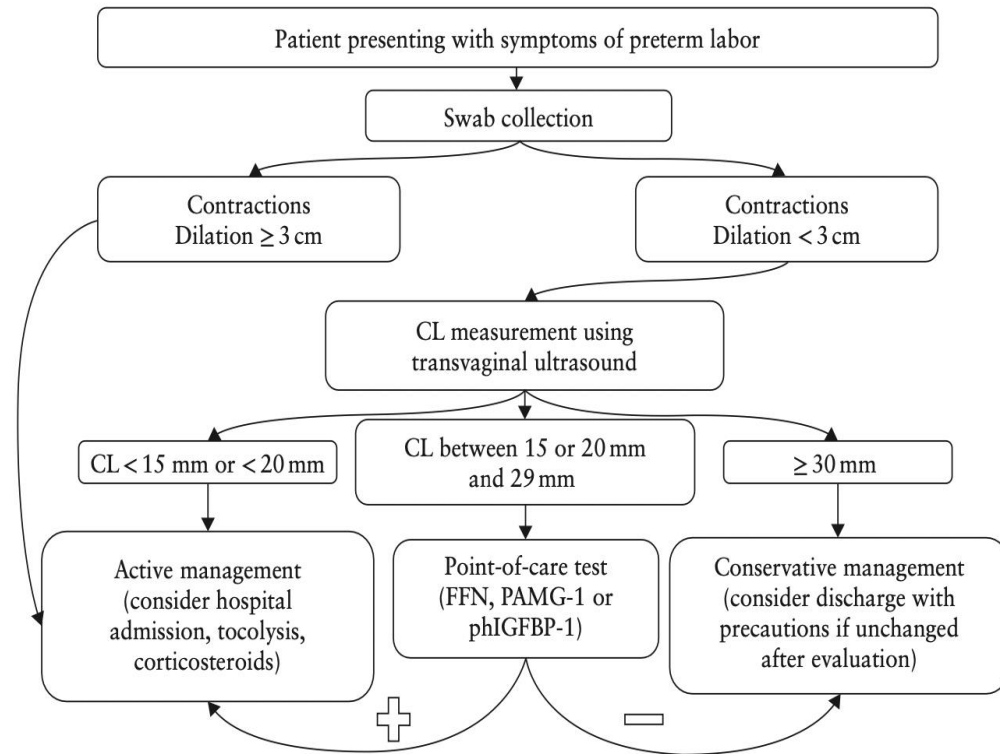 Patient presenting with symptoms of preterm labor
Swab collection
Contractions
Dilation ≥ 3 cm
Contractions
Dilation < 3 cm
CL measurement using
transvaginal ultrasound
CL < 15 mm or < 20 mm
CL between 15 or 20 mm
and 29 mm
≥ 30 mm
Active management
(consider hospital
admission, tocolysis,
corticosteroids)
Point-of-care test
(FFN, PAMG-1 or
phIGFBP-1)
Conservative management
(consider discharge with
precautions if unchanged
after evaluation)
+
−